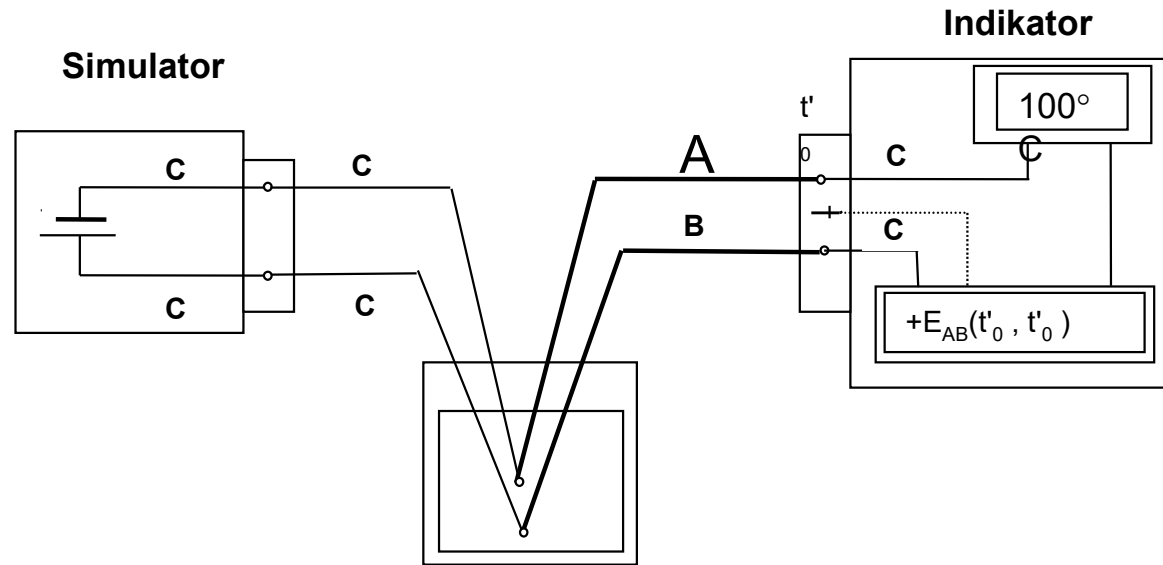 Indikator
Simulator
100°
C
t'
0
C
C
A
C
B
C
C
C
+E_AB(t'_0 , t'_0 )